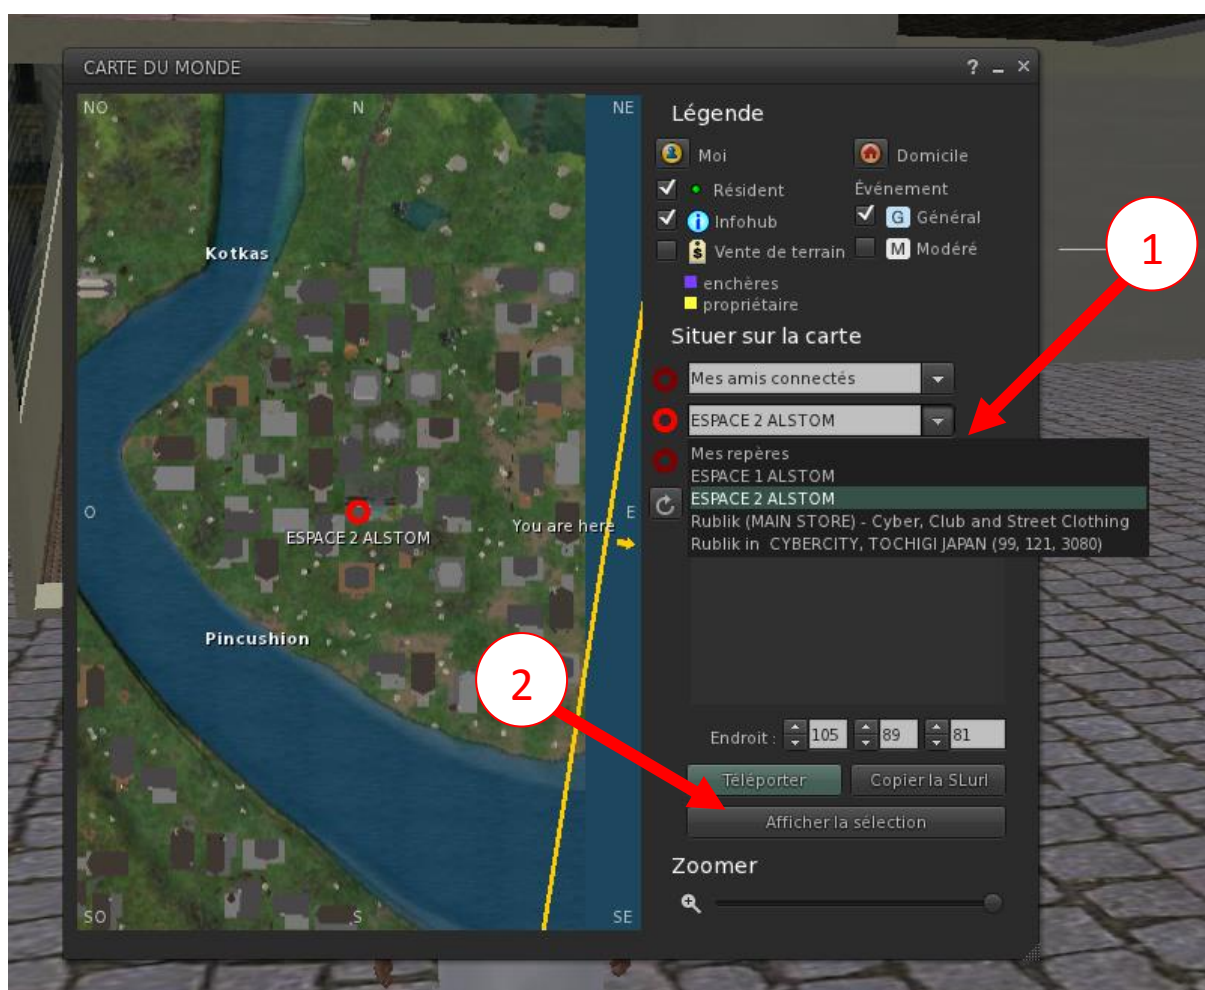 CARTE DU MONDE
? – ×
NO
N
NE
Kotkas
O
ESPACE 2 ALSTOM
You are here
E
Pincushion
SO
S
SE
Légende
Moi
Domicile
Résident
Événement
Infohub
G Général
$ Vente de terrain
M Modéré
enchères
propriétaire
Situer sur la carte
Mes amis connectés
ESPACE 2 ALSTOM
Mes repères
ESPACE 1 ALSTOM
ESPACE 2 ALSTOM
Rublik (MAIN STORE) - Cyber, Club and Street Clothing
Rublik in CYBERCITY, TOCHIGI JAPAN (99, 121, 3080)
1
2
Endroit : 105 89 81
Téléporter
Copier la SLurl
Afficher la sélection
Zoomer